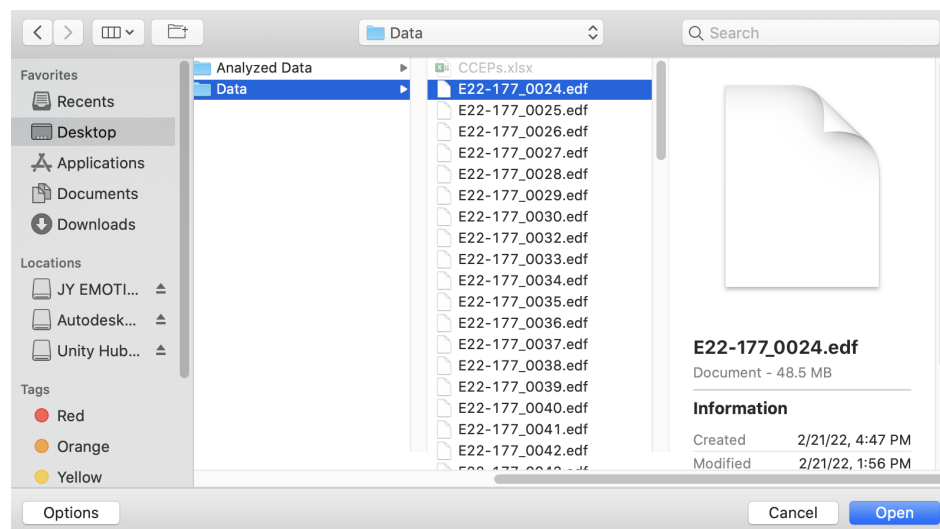 Data
Search
Favorites
Recents
Desktop
Applications
Documents
Downloads
Locations
JY EMOTI...
Autodesk...
Unity Hub...
Tags
Red
Orange
Yellow
Analyzed Data
Data
CCEPs.xlsx
E22-177_0024.edf
E22-177_0025.edf
E22-177_0026.edf
E22-177_0027.edf
E22-177_0028.edf
E22-177_0029.edf
E22-177_0030.edf
E22-177_0032.edf
E22-177_0033.edf
E22-177_0034.edf
E22-177_0035.edf
E22-177_0036.edf
E22-177_0037.edf
E22-177_0038.edf
E22-177_0039.edf
E22-177_0040.edf
E22-177_0041.edf
E22-177_0042.edf
E22-177_0024.edf
Document - 48.5 MB
Information
Created 2/21/22, 4:47 PM
Modified 2/21/22, 1:56 PM
Options
Cancel
Open